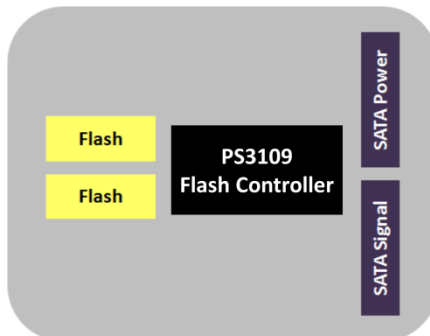 Flash
Flash
PS3109
Flash Controller
SATA Power
SATA Signal